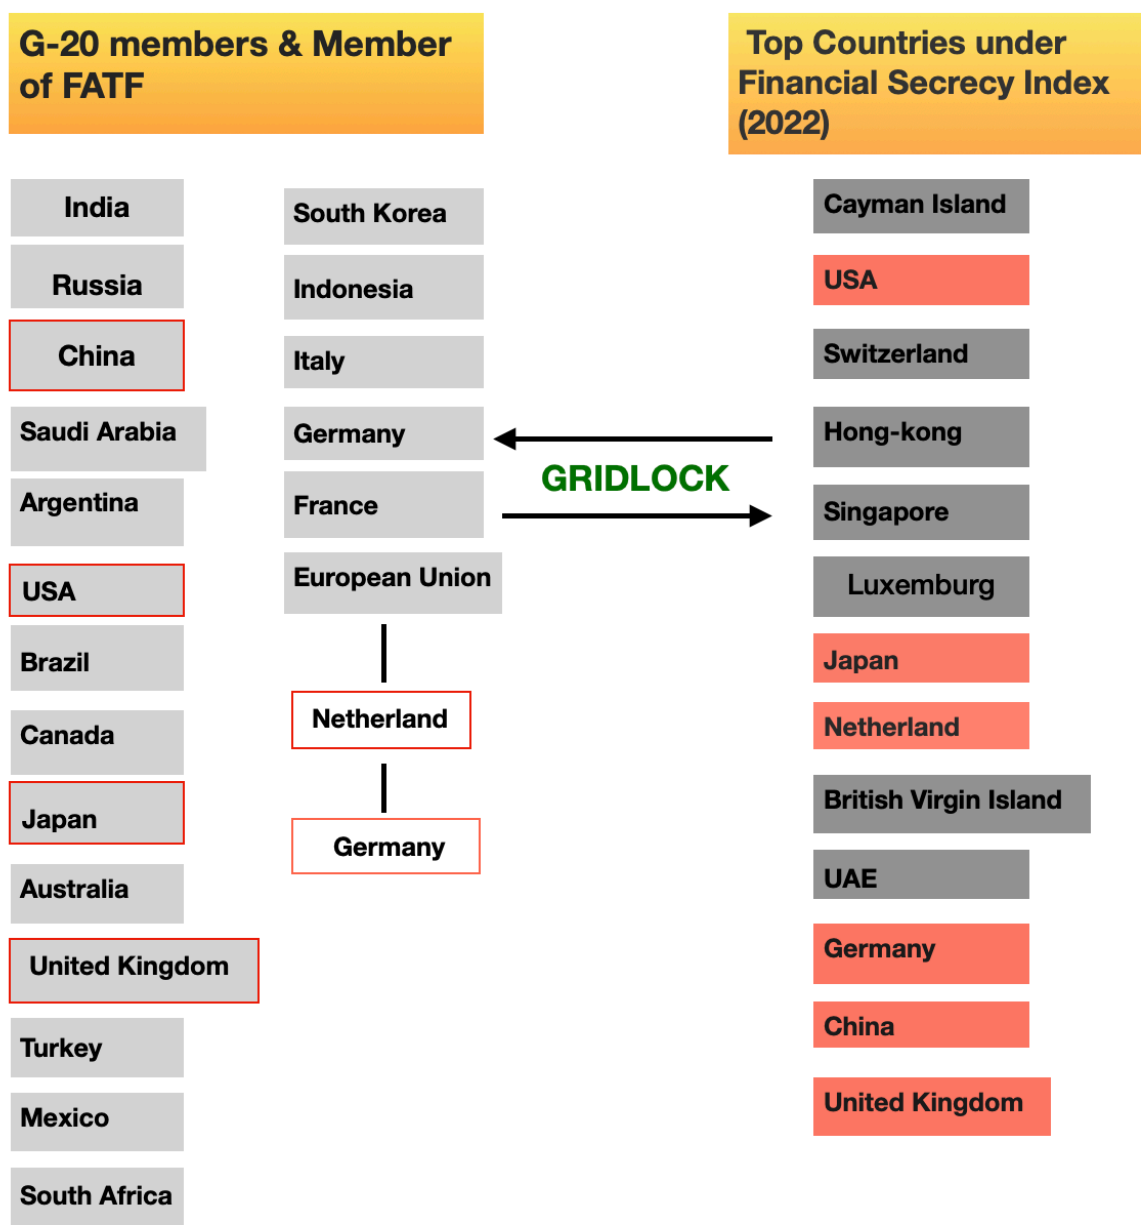 G-20 members & Member
of FATF
India
Russia
China
Saudi Arabia
Argentina
USA
Brazil
Canada
Japan
Australia
United Kingdom
Turkey
Mexico
South Africa
South Korea
Indonesia
Italy
Germany
France
European Union
Netherland
Germany
GRIDLOCK
Top Countries under
Financial Secrecy Index
(2022)
Cayman Island
USA
Switzerland
Hong-kong
Singapore
Luxemburg
Japan
Netherland
British Virgin Island
UAE
Germany
China
United Kingdom